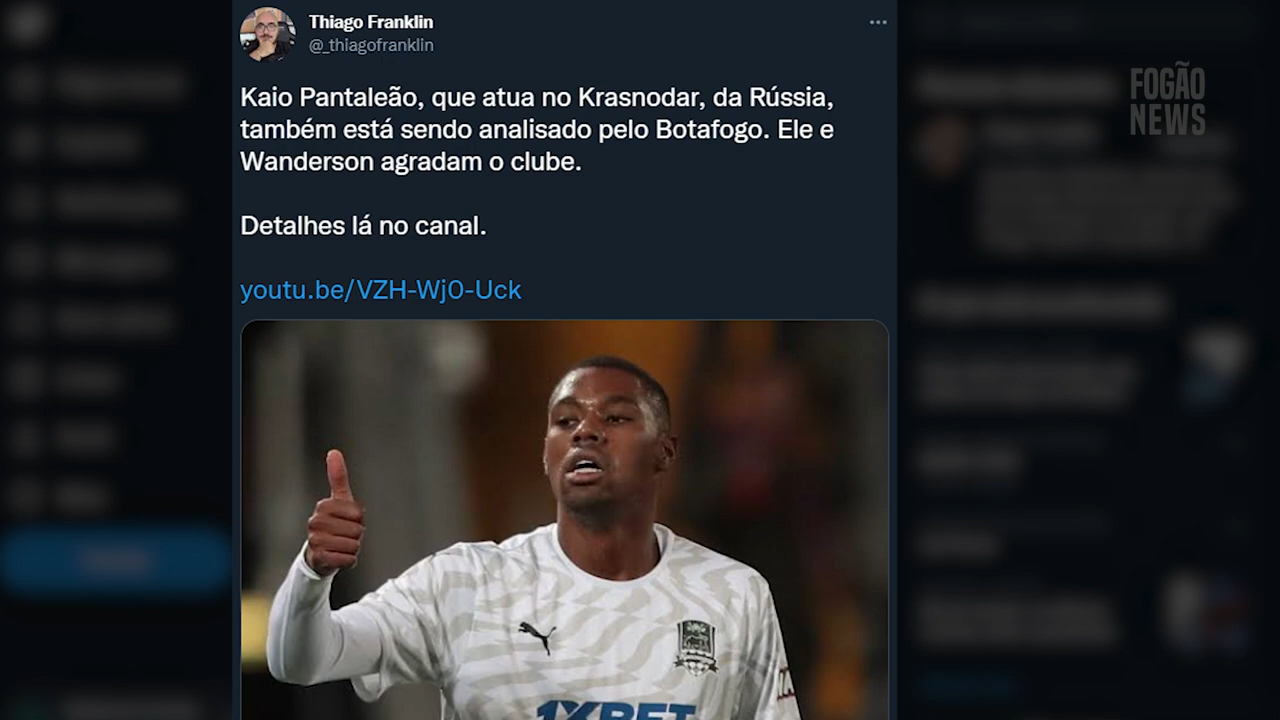 Thiago Franklin
@_thiagofranklin
FOGÃO
NEWS
Kaio Pantaleão, que atua no Krasnodar, da Rússia,
também está sendo analisado pelo Botafogo. Ele e
Wanderson agradam o clube.
Detalhes lá no canal.
youtu.be/VZH-Wj0-Uck
1XBET